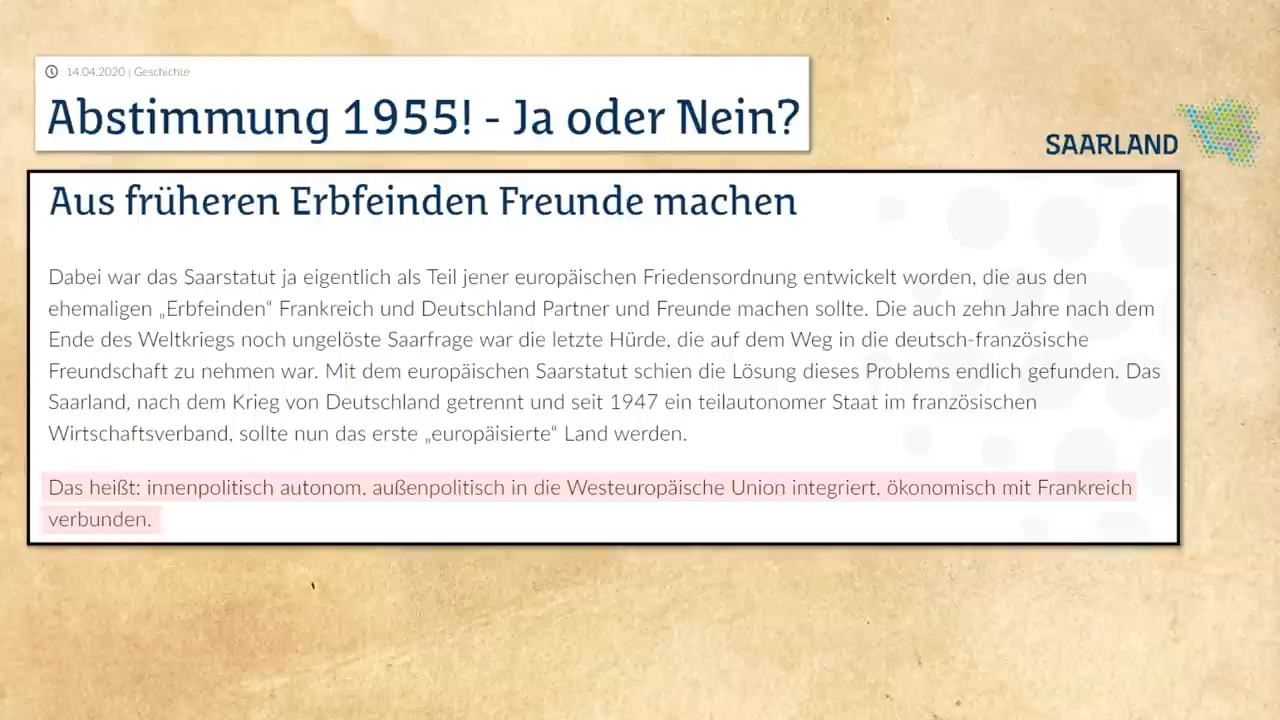 14.04.2020 | Geschichte
Abstimmung 1955! - Ja oder Nein?
SAARLAND
Aus früheren Erbfeinden Freunde machen
Dabei war das Saarstatut ja eigentlich als Teil jener europäischen Friedensordnung entwickelt worden, die aus den
ehemaligen „Erbfeinden“ Frankreich und Deutschland Partner und Freunde machen sollte. Die auch zehn Jahre nach dem
Ende des Weltkriegs noch ungelöste Saarfrage war die letzte Hürde, die auf dem Weg in die deutsch-französische
Freundschaft zu nehmen war. Mit dem europäischen Saarstatut schien die Lösung dieses Problems endlich gefunden. Das
Saarland, nach dem Krieg von Deutschland getrennt und seit 1947 ein teilautonomer Staat im französischen
Wirtschaftsverband, sollte nun das erste „europäisierte“ Land werden.
Das heißt: innenpolitisch autonom, außenpolitisch in die Westeuropäische Union integriert, ökonomisch mit Frankreich
verbunden.